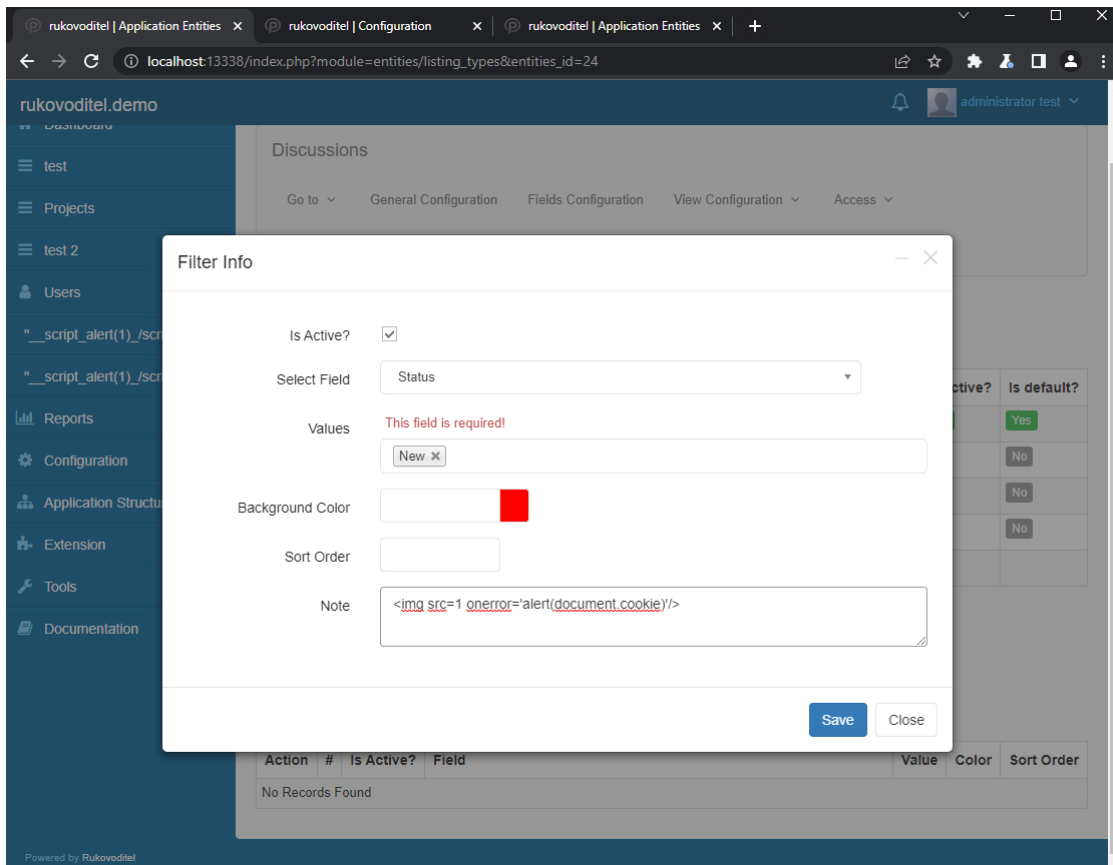 rukovoditel | Application Entities
rukovoditel | Configuration
rukovoditel | Application Entities
localhost:13338/index.php?module=entities/listing_types&entities_id=24
rukovoditel.demo
administrator test
Dashboard
test
Projects
test 2
Users
"__script_alert(1)_/scr
"__script_alert(1)_/scr
Reports
Configuration
Application Structu
Extension
Tools
Documentation
Powered by Rukovoditel
Discussions
Go to General Configuration Fields Configuration View Configuration Access
Filter Info
Is Active?
Select Field Status
Values This field is required!
New
Background Color
Sort Order
Note <img src=1 onerror='alert(document.cookie)'/>
Save Close
ctive? Is default?
Yes
No
No
No
Action # Is Active? Field Value Color Sort Order
No Records Found